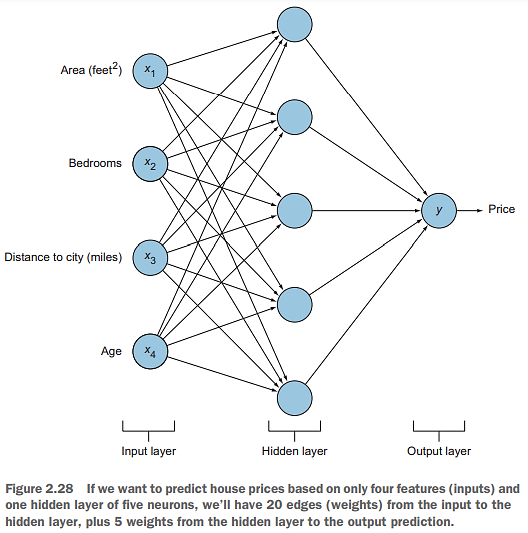 Area (feet²)
x1
Bedrooms
x2
Distance to city (miles)
x3
Age
x4
y
Price
Input layer
Hidden layer
Output layer
Figure 2.28 If we want to predict house prices based on only four features (inputs) and
one hidden layer of five neurons, we’ll have 20 edges (weights) from the input to the
hidden layer, plus 5 weights from the hidden layer to the output prediction.